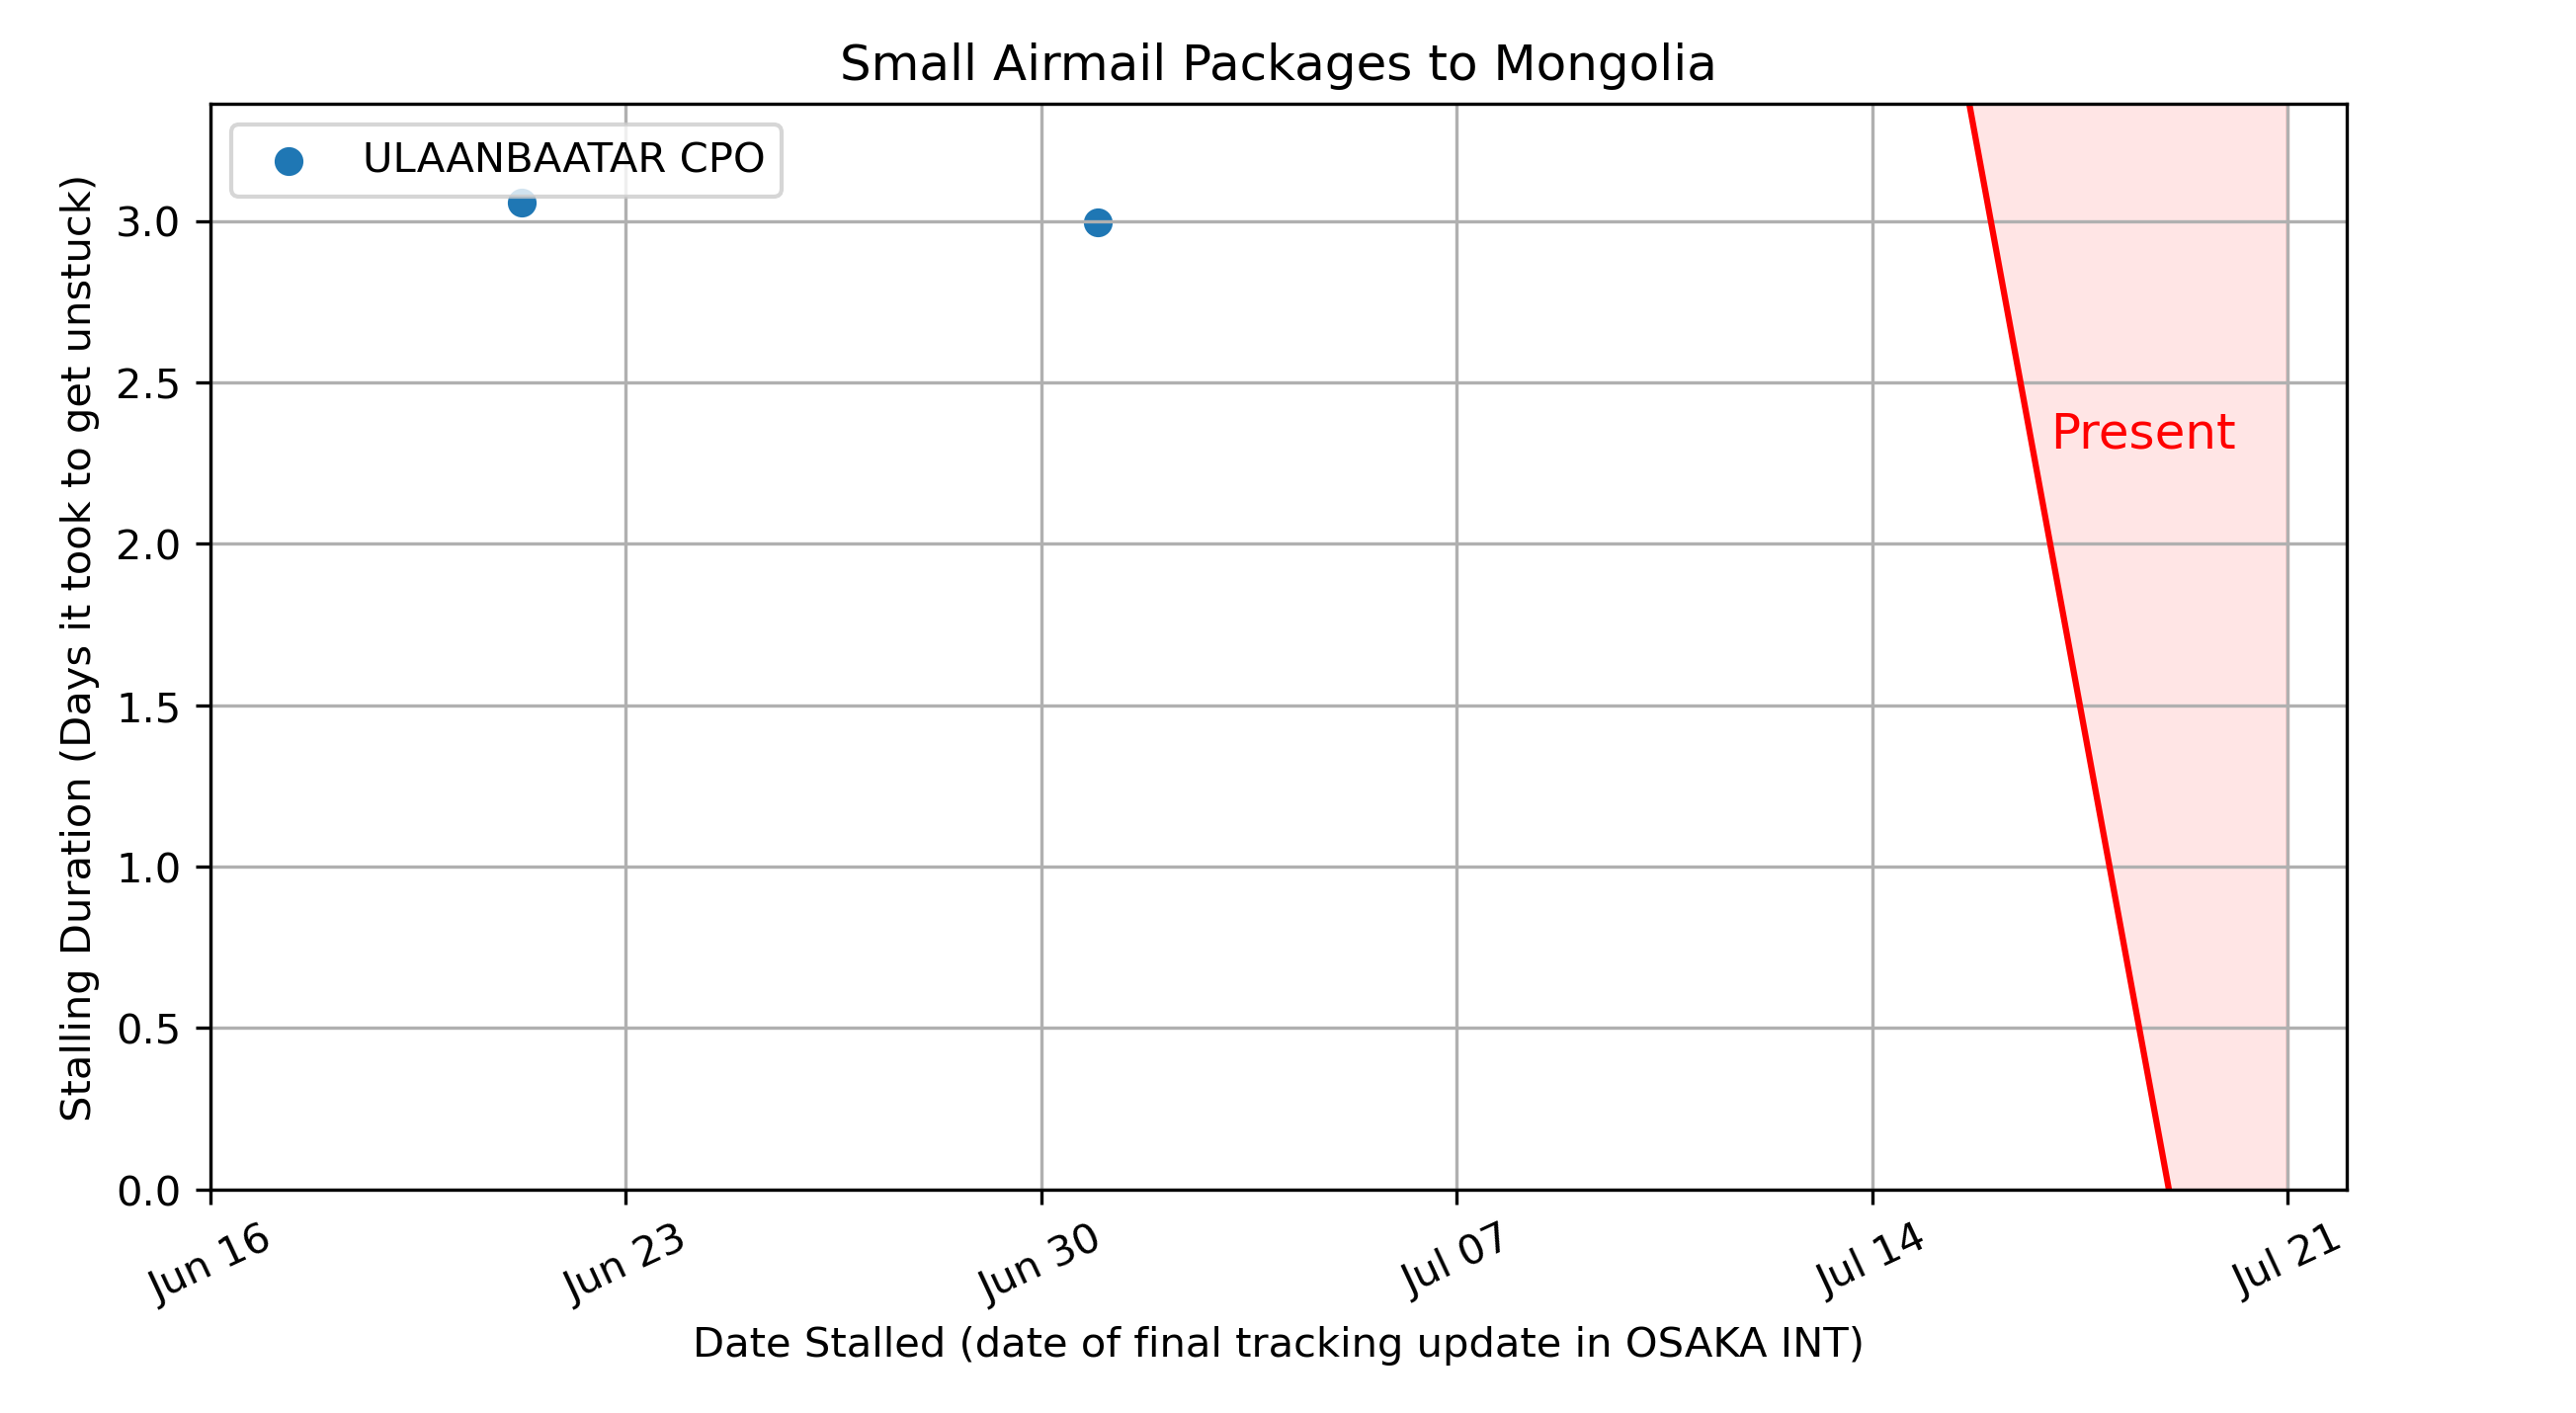 Small Airmail Packages to Mongolia
ULAANBAATAR CPO
Stalling Duration (Days it took to get unstuck)
3.0
2.5
2.0
1.5
1.0
0.5
0.0
Present
Jun 16
Jun 23
Jun 30
Jul 07
Jul 14
Jul 21
Date Stalled (date of final tracking update in OSAKA INT)